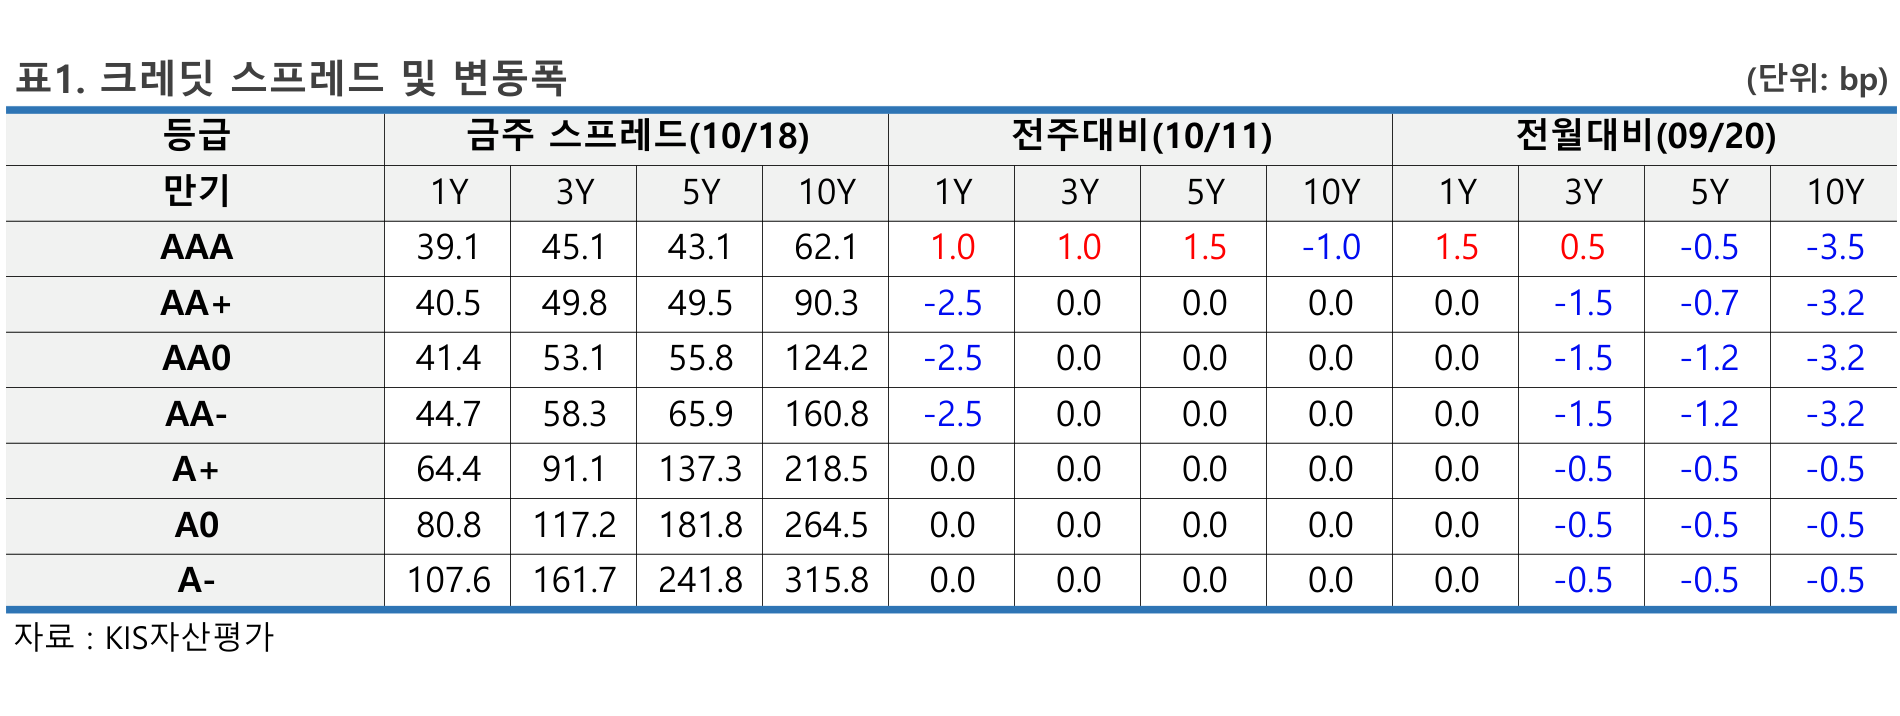 표1. 크레딧 스프레드 및 변동폭 (단위: bp)
등급 금주 스프레드(10/18) 전주대비(10/11) 전월대비(09/20)
만기 1Y 3Y 5Y 10Y 1Y 3Y 5Y 10Y 1Y 3Y 5Y 10Y
AAA 39.1 45.1 43.1 62.1 1.0 1.0 1.5 -1.0 1.5 0.5 -0.5 -3.5
AA+ 40.5 49.8 49.5 90.3 -2.5 0.0 0.0 0.0 0.0 -1.5 -0.7 -3.2
AA0 41.4 53.1 55.8 124.2 -2.5 0.0 0.0 0.0 0.0 -1.5 -1.2 -3.2
AA- 44.7 58.3 65.9 160.8 -2.5 0.0 0.0 0.0 0.0 -1.5 -1.2 -3.2
A+ 64.4 91.1 137.3 218.5 0.0 0.0 0.0 0.0 0.0 -0.5 -0.5 -0.5
A0 80.8 117.2 181.8 264.5 0.0 0.0 0.0 0.0 0.0 -0.5 -0.5 -0.5
A- 107.6 161.7 241.8 315.8 0.0 0.0 0.0 0.0 0.0 -0.5 -0.5 -0.5
자료 : KIS자산평가